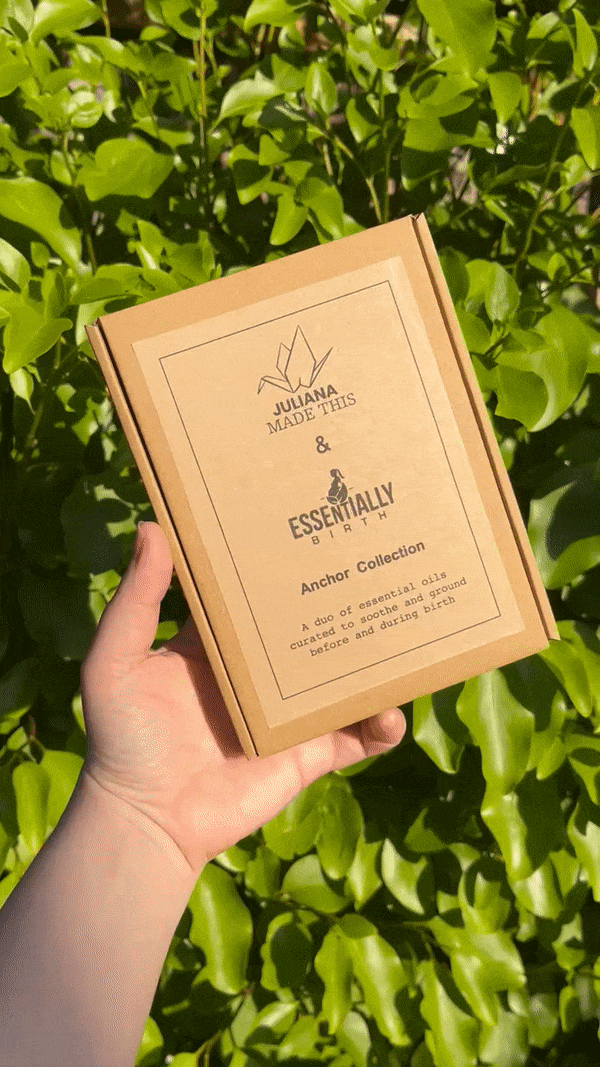 JULIANA
MADE THIS
&
ESSENTIALLY
BIRTH
Anchor Collection
A duo of essential oils
curated to soothe and ground
before and during birth